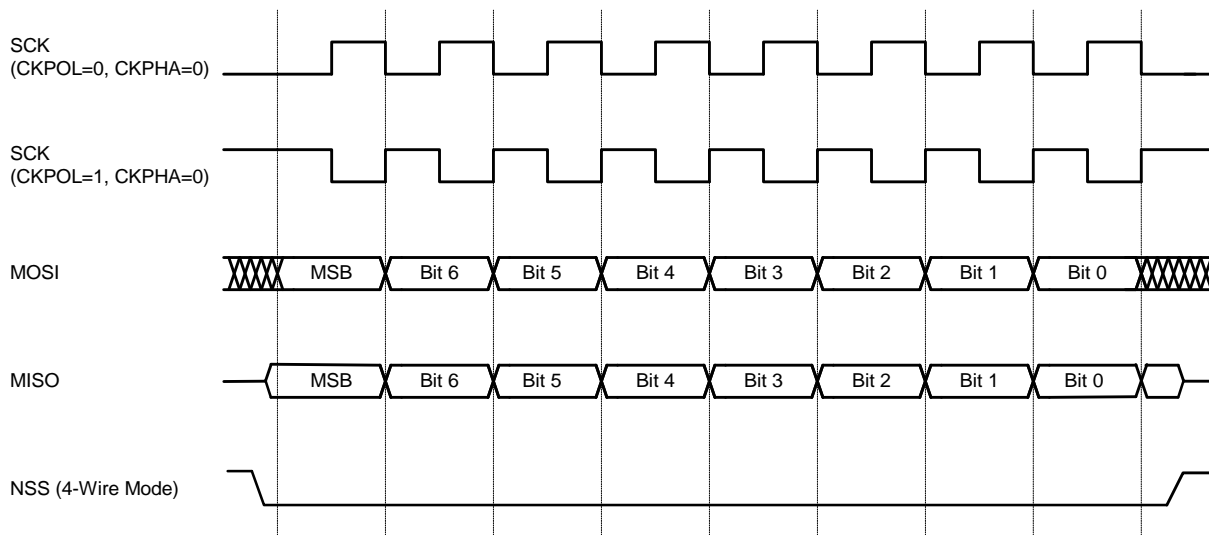 SCK
(CKPOL=0, CKPHA=0)
SCK
(CKPOL=1, CKPHA=0)
MOSI MSB Bit 6 Bit 5 Bit 4 Bit 3 Bit 2 Bit 1 Bit 0
MISO MSB Bit 6 Bit 5 Bit 4 Bit 3 Bit 2 Bit 1 Bit 0
NSS (4-Wire Mode)